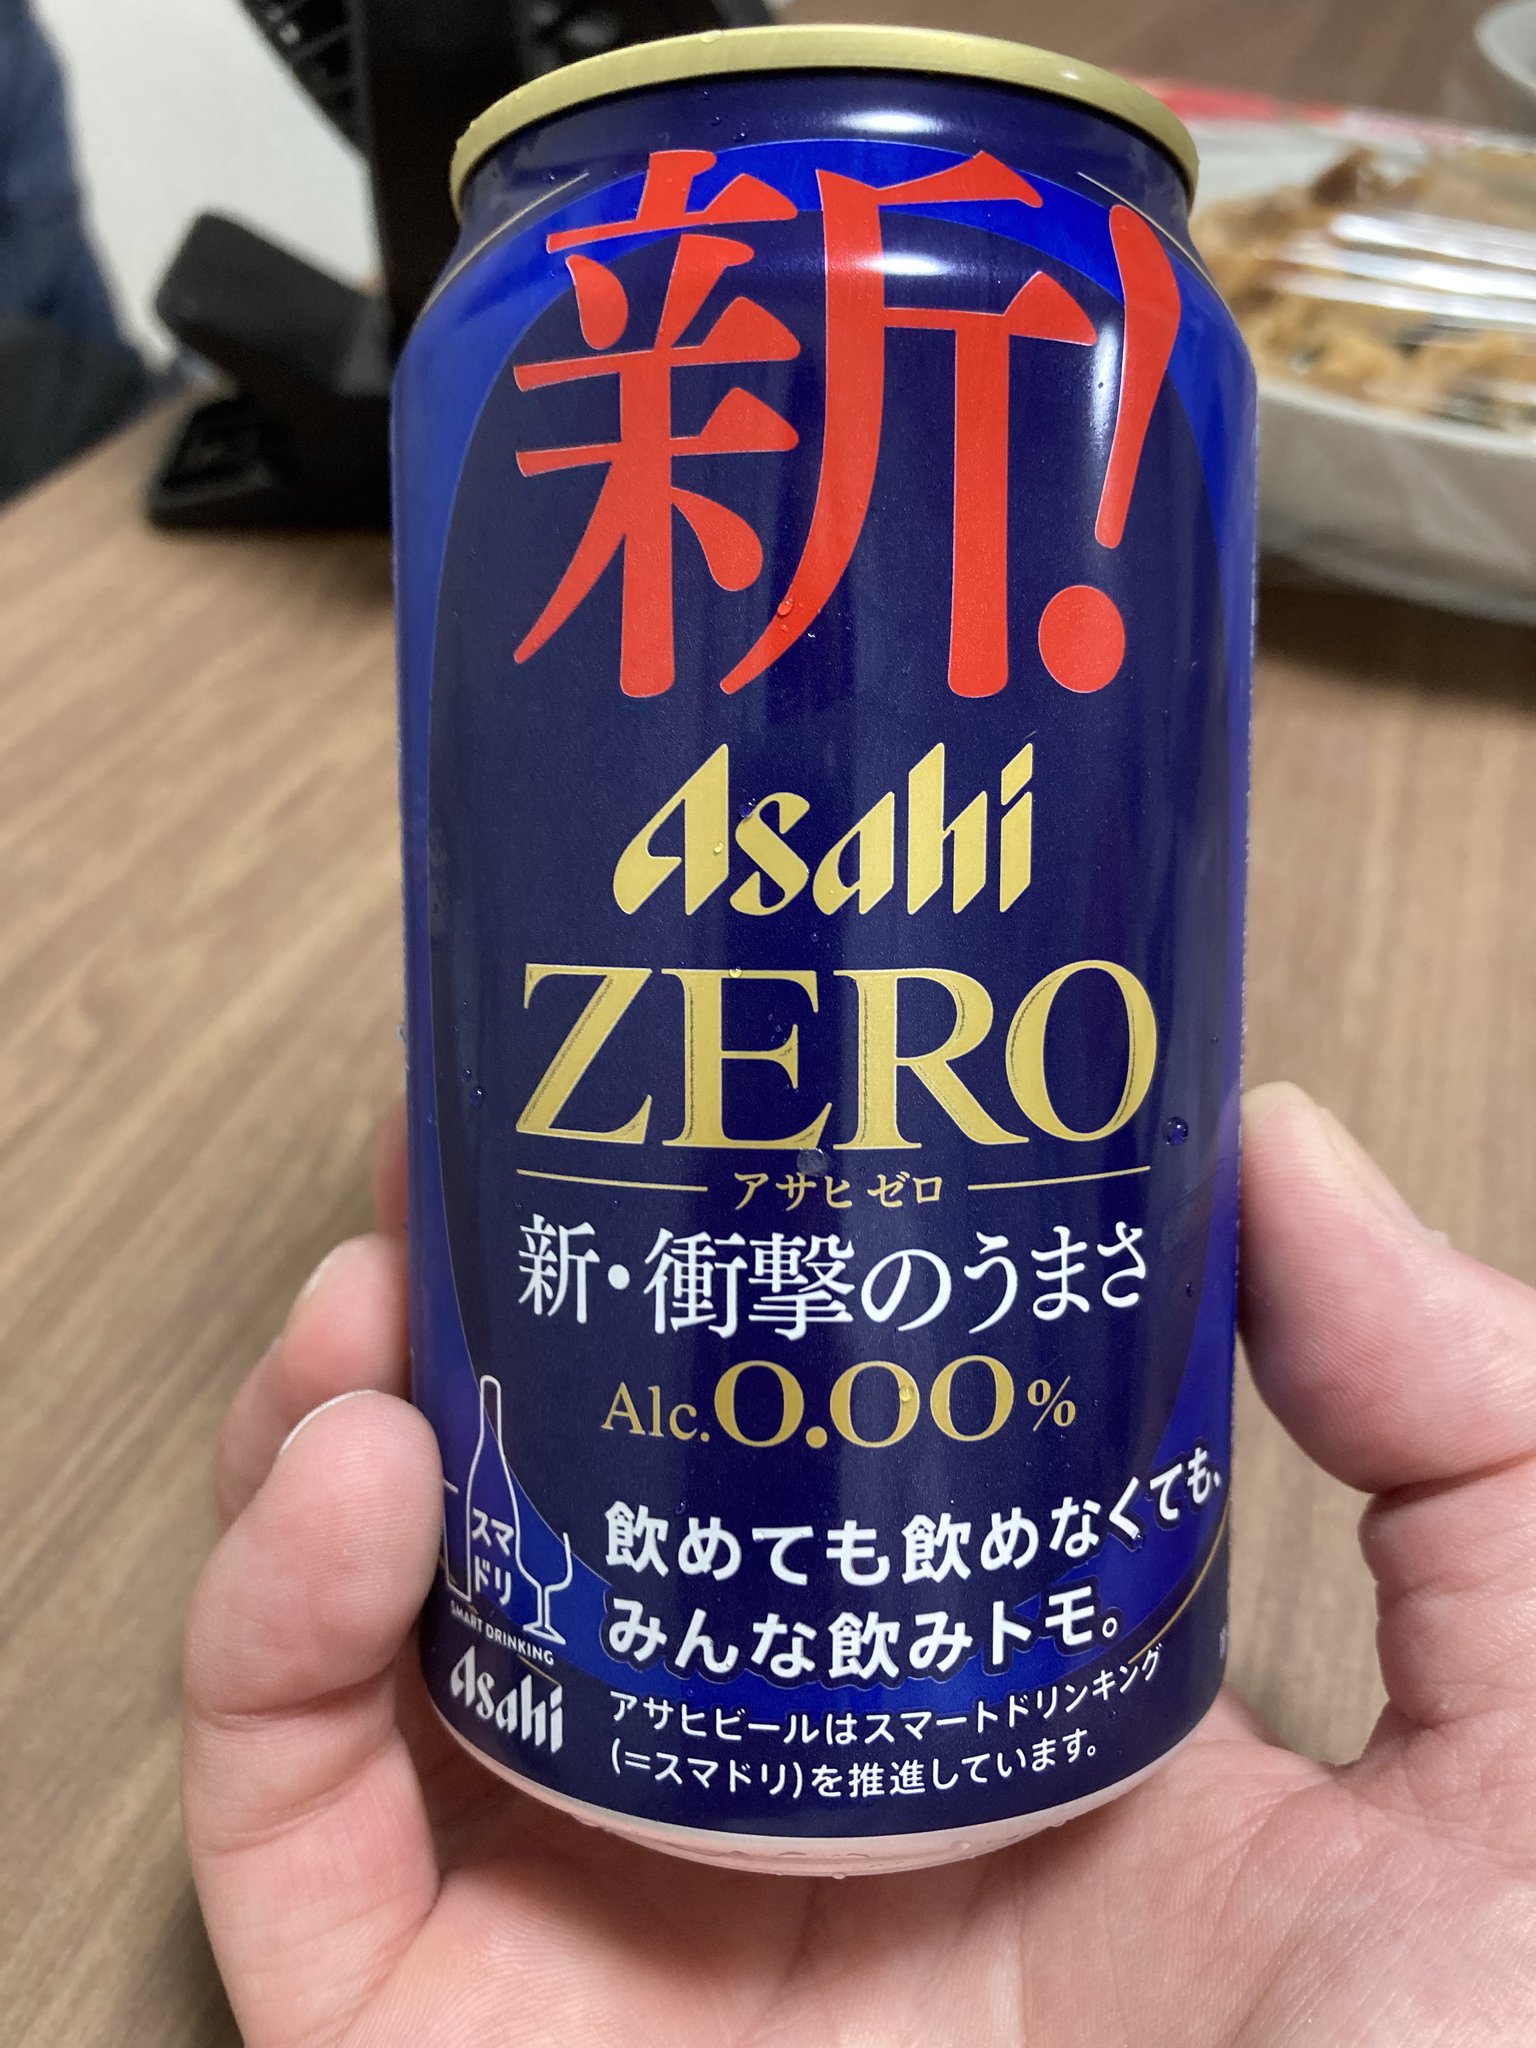 新!
Asahi
ZERO
アサヒ ゼロ
新・衝撃のうまさ
Alc.0.00%
飲めても飲めなくても、
みんな飲みトモ。
アサヒビールはスマートドリンキング
(=スマドリ)を推進しています。
スマ
ドリ
SMART DRINKING
Asahi